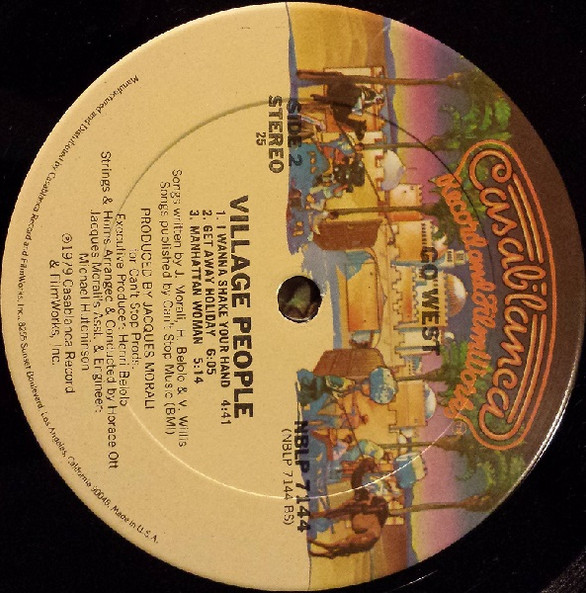 Casablanca
Record and FilmWorks
GO WEST
SIDE 2
STEREO
25
NBLP 7144
(NBLP 7144 BS)
VILLAGE PEOPLE
1. I WANNA SHAKE YOUR HAND 4:41
2. GET AWAY HOLIDAY 6:05
3. MANHATTAN WOMAN 5:14
Songs written by J. Morali, H. Belolo & V. Willis
Songs published by Can't Stop Music (BMI)
PRODUCED BY JACQUES MORALI
for Can't Stop Prods.
Executive Producer: Henri Belolo
Strings & Horns Arranged & Conducted by Horace Ott
Jacques Morali's Asst. & Engineer:
Michael Hutchinson
℗1979 Casablanca Record
& FilmWorks, Inc.
Manufactured and Distributed by Casablanca Record and FilmWorks, Inc., 8255 Sunset Boulevard, Los Angeles, California 90046, Made in U.S.A.